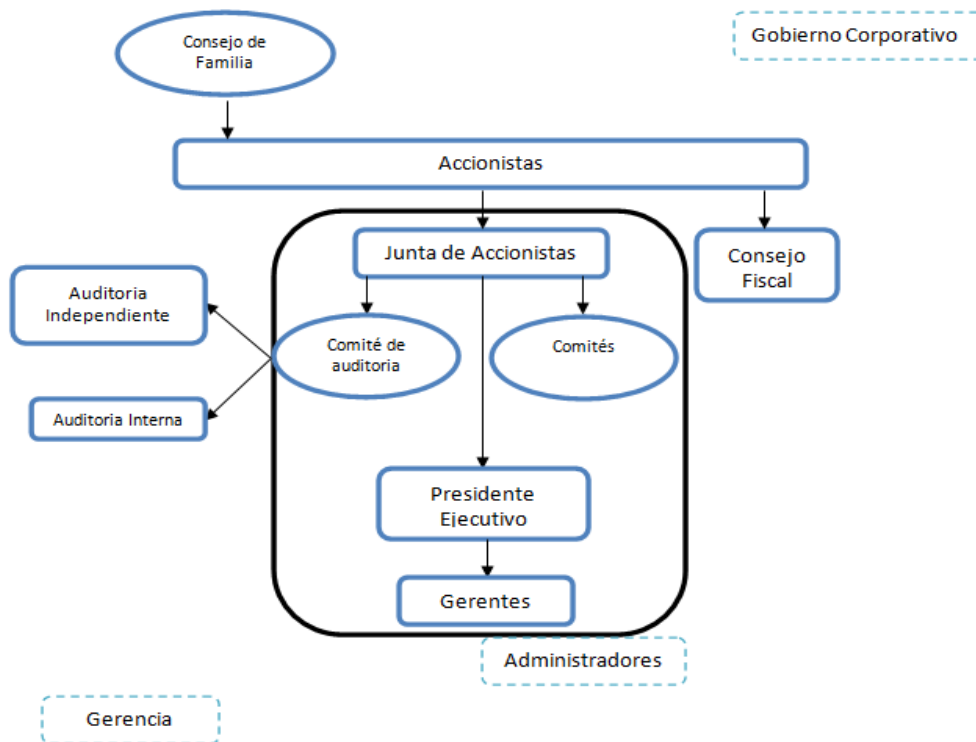 Consejo de
Familia
Gobierno Corporativo
Accionistas
Junta de Accionistas
Consejo
Fiscal
Auditoria
Independiente
Comité de
auditoria
Comités
Auditoria Interna
Presidente
Ejecutivo
Gerentes
Administradores
Gerencia